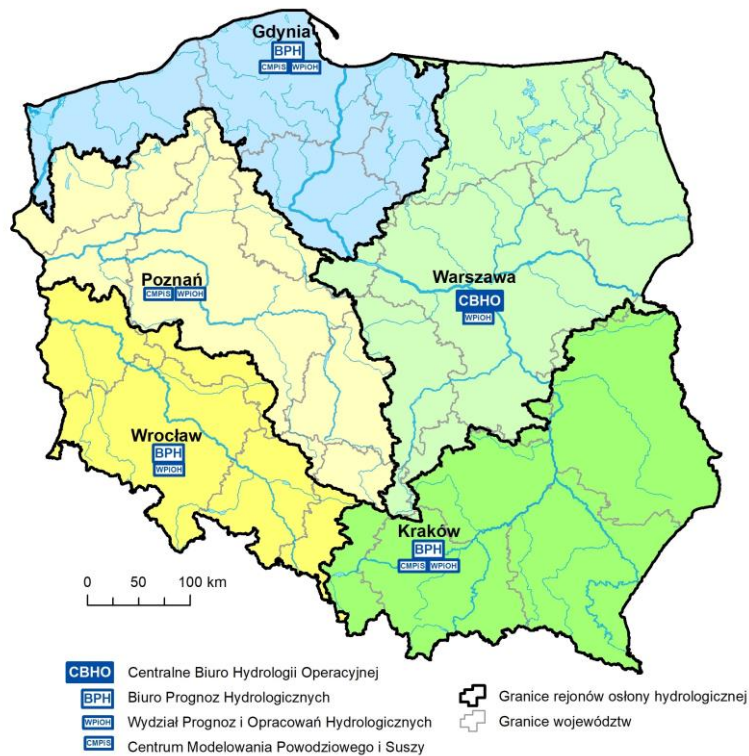 Gdynia
BPH
CMPiS WPiOH
Poznań
CMPiS WPiOH
Warszawa
CBHO
WPiOH
Wrocław
BPH
WPiOH
Kraków
BPH
CMPiS WPiOH
0 50 100 km
CBHO Centralne Biuro Hydrologii Operacyjnej
BPH Biuro Prognoz Hydrologicznych
WPiOH Wydział Prognoz i Opracowań Hydrologicznych
CMPiS Centrum Modelowania Powodziowego i Suszy
Granice rejonów osłony hydrologicznej
Granice województw